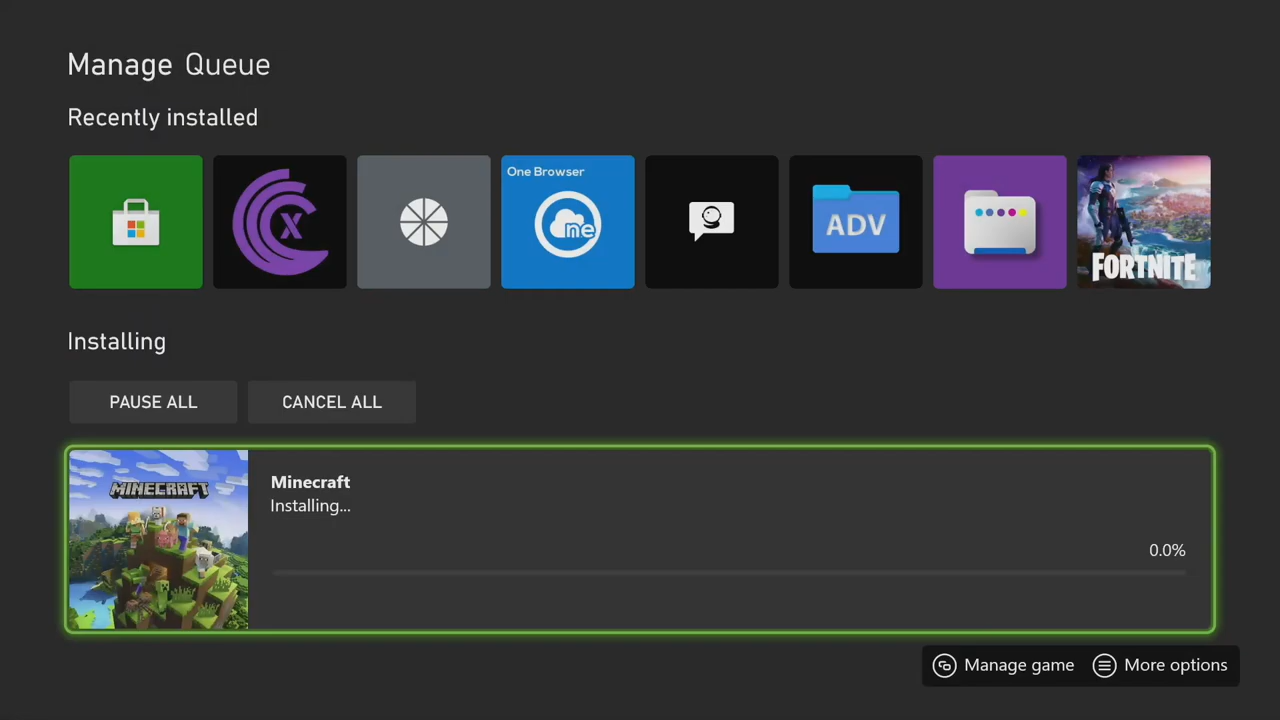 Manage Queue
Recently installed
One Browser
X
ne
ADV
FORTNITE
Installing
PAUSE ALL
CANCEL ALL
MINECRAFT
Minecraft
Installing...
0.0%
Manage game
More options